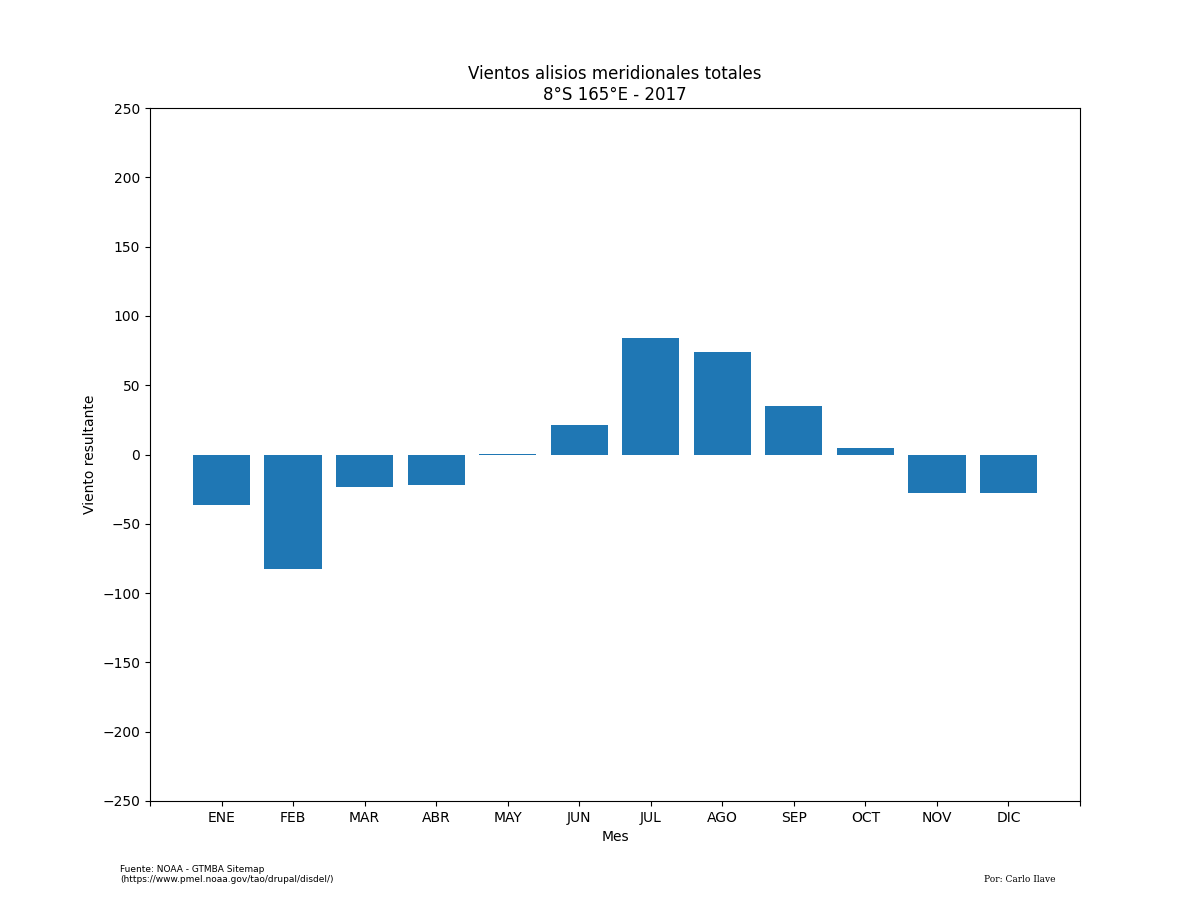 Vientos alisios meridionales totales
8°S 165°E - 2017
250
200
150
100
50
0
−50
−100
−150
−200
−250
Viento resultante
ENE FEB MAR ABR MAY JUN JUL AGO SEP OCT NOV DIC
Mes
Fuente: NOAA - GTMBA Sitemap
(https://www.pmel.noaa.gov/tao/drupal/disdel/)
Por: Carlo Ilave